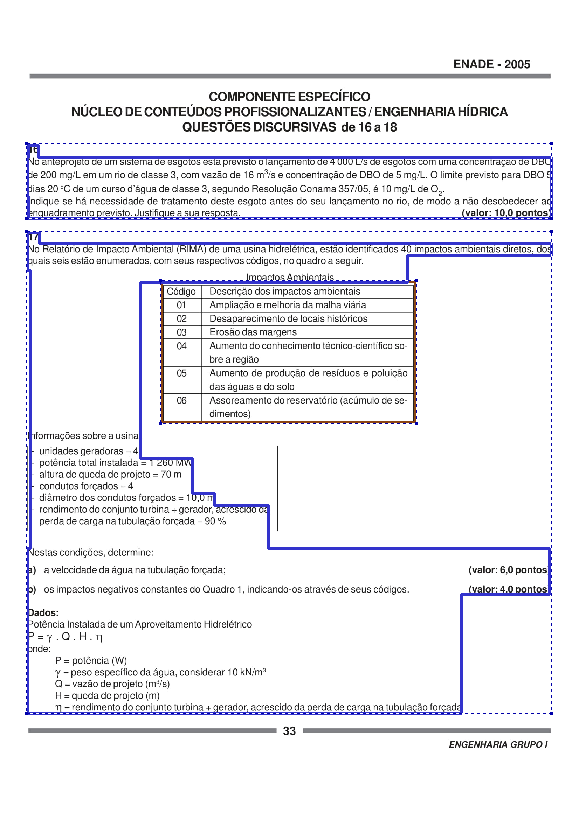 ENADE - 2005
COMPONENTE ESPECÍFICO
NÚCLEO DE CONTEÚDOS PROFISSIONALIZANTES / ENGENHARIA HÍDRICA
QUESTÕES DISCURSIVAS de 16 a 18
16
No anteprojeto de um sistema de esgotos está previsto o lançamento de 4 000 L/s de esgotos com uma concentração de DBO
de 200 mg/L em um rio de classe 3, com vazão de 16 m³/s e concentração de DBO de 5 mg/L. O limite previsto para DBO 5
dias 20 °C de um curso d'água de classe 3, segundo Resolução Conama 357/05, é 10 mg/L de O₂.
Indique se há necessidade de tratamento deste esgoto antes do seu lançamento no rio, de modo a não desobedecer ao
enquadramento previsto. Justifique a sua resposta. (valor: 10,0 pontos)
17
No Relatório de Impacto Ambiental (RIMA) de uma usina hidrelétrica, estão identificados 40 impactos ambientais diretos, dos
quais seis estão enumerados, com seus respectivos códigos, no quadro a seguir.
Impactos Ambientais
Código Descrição dos impactos ambientais
01 Ampliação e melhoria da malha viária
02 Desaparecimento de locais históricos
03 Erosão das margens
04 Aumento do conhecimento técnico-científico so-
bre a região
05 Aumento de produção de resíduos e poluição
das águas e do solo
06 Assoreamento do reservatório (acúmulo de se-
dimentos)
Informações sobre a usina
- unidades geradoras – 4
- potência total instalada = 1 260 MW
- altura de queda de projeto = 70 m
- condutos forçados – 4
- diâmetro dos condutos forçados = 10,0 m
- rendimento do conjunto turbina + gerador, acrescido da
perda de carga na tubulação forçada = 90 %
Nestas condições, determine:
a) a velocidade da água na tubulação forçada; (valor: 6,0 pontos)
b) os impactos negativos constantes do Quadro 1, indicando-os através de seus códigos. (valor: 4,0 pontos)
Dados:
Potência Instalada de um Aproveitamento Hidrelétrico
P = γ . Q . H . η
onde:
P = potência (W)
γ = peso específico da água, considerar 10 kN/m³
Q = vazão de projeto (m³/s)
H = queda de projeto (m)
η = rendimento do conjunto turbina + gerador, acrescido da perda de carga na tubulação forçada
33
ENGENHARIA GRUPO I